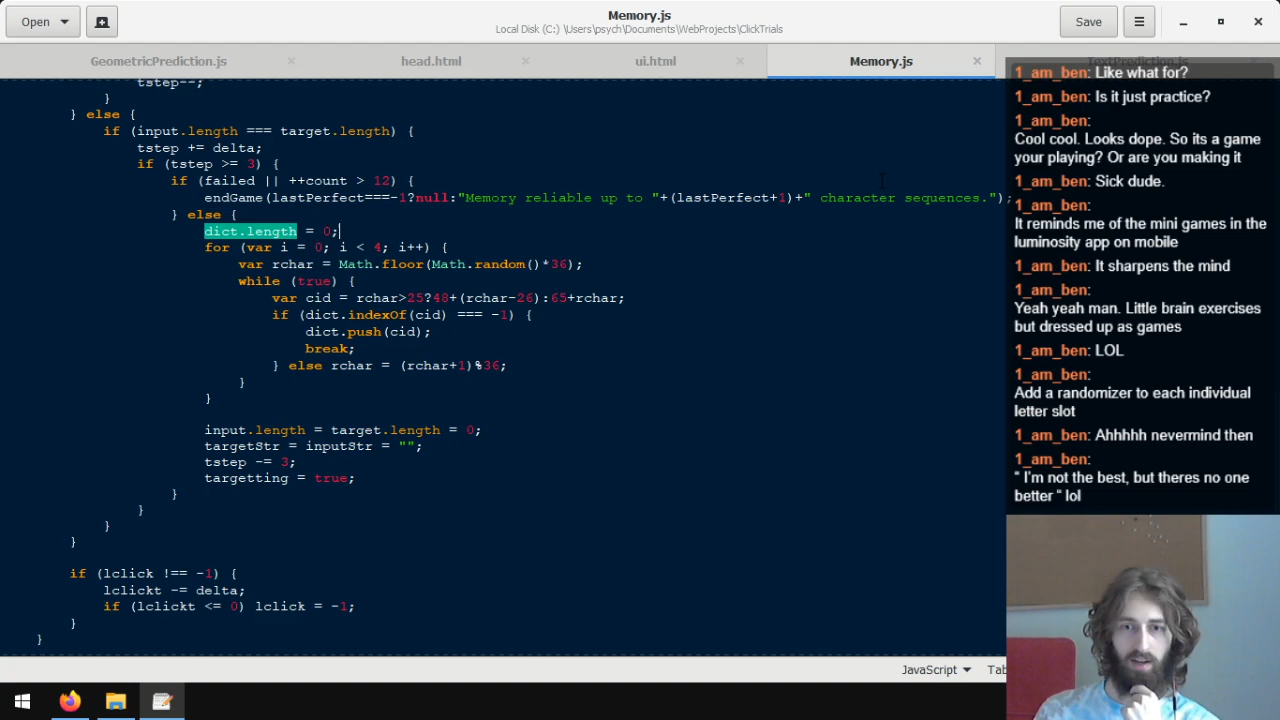 Open
Memory.js
Local Disk (C:) \Users\psych\Documents\WebProjects\ClickTrials
Save
GeometricPrediction.js
head.html
ui.html
Memory.js
TextPrediction.js
tstep--;
}
} else {
if (input.length === target.length) {
tstep += delta;
if (tstep >= 3) {
if (failed || ++count > 12) {
endGame(lastPerfect===-1?null:"Memory reliable up to "+(lastPerfect+1)+" character sequences.");
} else {
dict.length = 0;
for (var i = 0; i < 4; i++) {
var rchar = Math.floor(Math.random()*36);
while (true) {
var cid = rchar>25?48+(rchar-26):65+rchar;
if (dict.indexOf(cid) === -1) {
dict.push(cid);
break;
} else rchar = (rchar+1)%36;
}
}
input.length = target.length = 0;
targetStr = inputStr = "";
tstep -= 3;
targetting = true;
}
}
}
}
if (lclick !== -1) {
lclickt -= delta;
if (lclickt <= 0) lclick = -1;
}
}
JavaScript
Tab
1_am_ben: Like what for?
1_am_ben: Is it just practice?
1_am_ben:
Cool cool. Looks dope. So its a game
your playing? Or are you making it
1_am_ben: Sick dude.
1_am_ben:
It reminds me of the mini games in the
luminosity app on mobile
1_am_ben: It sharpens the mind
1_am_ben:
Yeah yeah man. Little brain exercises
but dressed up as games
1_am_ben: LOL
1_am_ben:
Add a randomizer to each individual
letter slot
1_am_ben: Ahhhhh nevermind then
1_am_ben:
“ I'm not the best, but theres no one
better “ lol